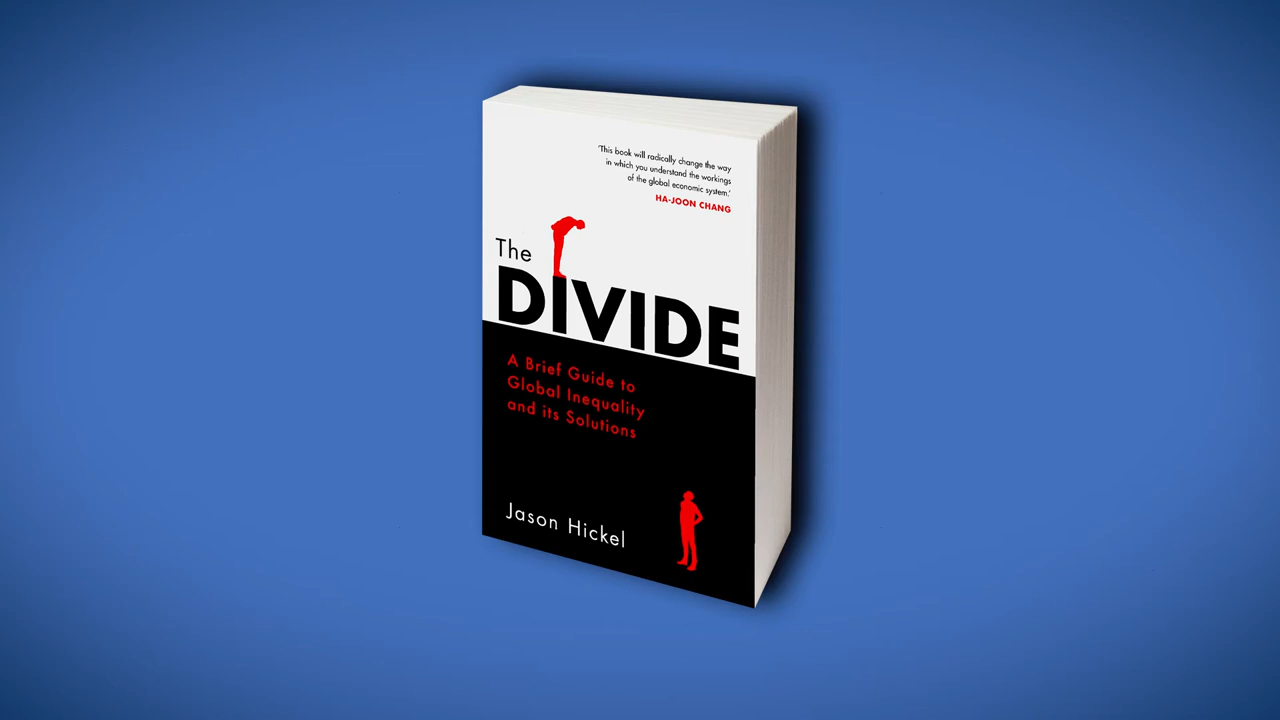 'This book will radically change the way
in which you understand the workings
of the global economic system.'
HA-JOON CHANG
The
DIVIDE
A Brief Guide to
Global Inequality
and its Solutions
Jason Hickel